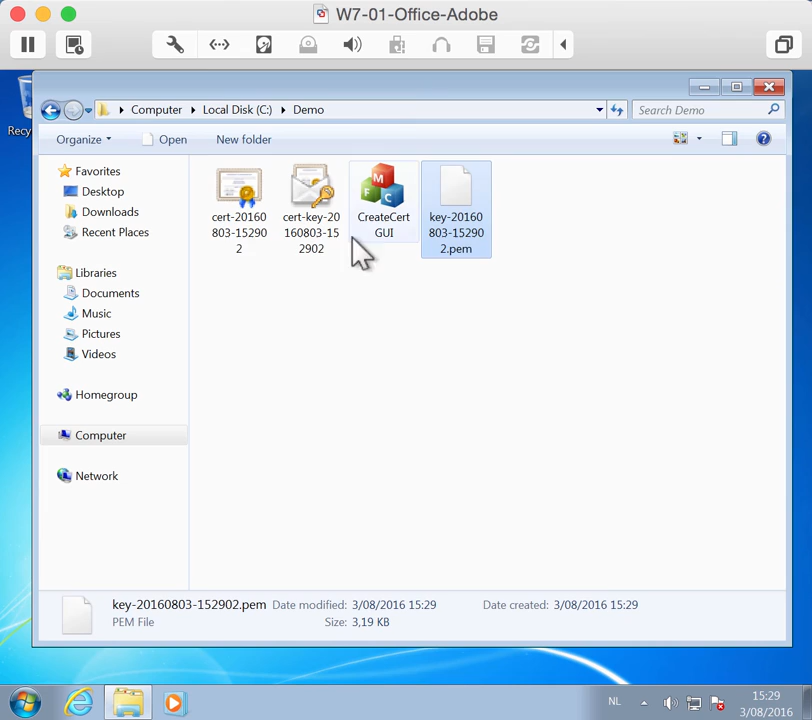 W7-01-Office-Adobe
Recy
Computer Local Disk (C:) Demo
Search Demo
Organize Open New folder
Favorites
Desktop
Downloads
Recent Places
Libraries
Documents
Music
Pictures
Videos
Homegroup
Computer
Network
cert-20160
803-15290
2
cert-key-20
160803-15
2902
CreateCert
GUI
key-20160
803-15290
2.pem
key-20160803-152902.pem Date modified: 3/08/2016 15:29 Date created: 3/08/2016 15:29
PEM File Size: 3,19 KB
NL
15:29
3/08/2016